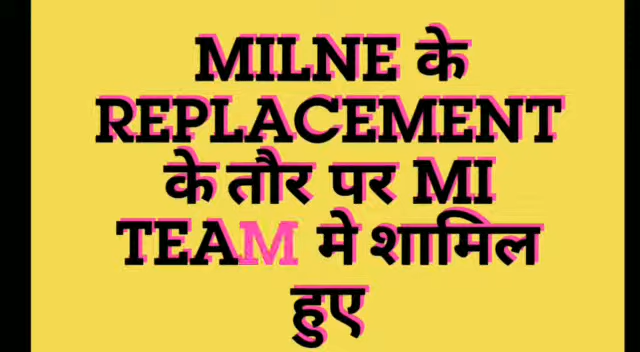 MILNE के
REPLACEMENT
के तौर पर MI
TEAM मे शामिल
हुए